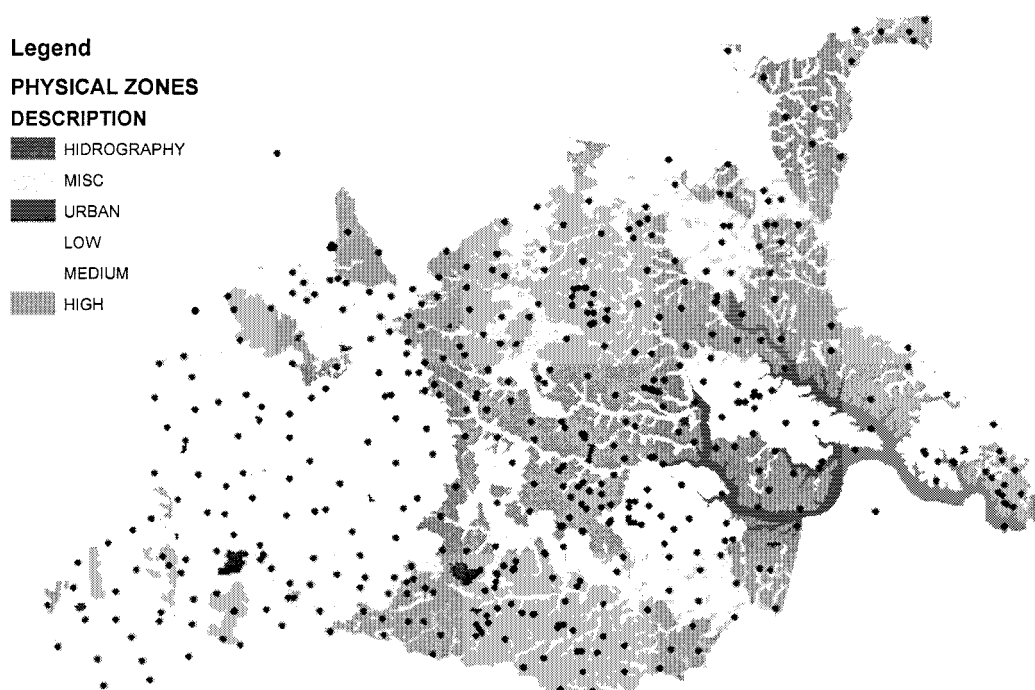 Legend
PHYSICAL ZONES
DESCRIPTION
HIDROGRAPHY
MISC
URBAN
LOW
MEDIUM
HIGH